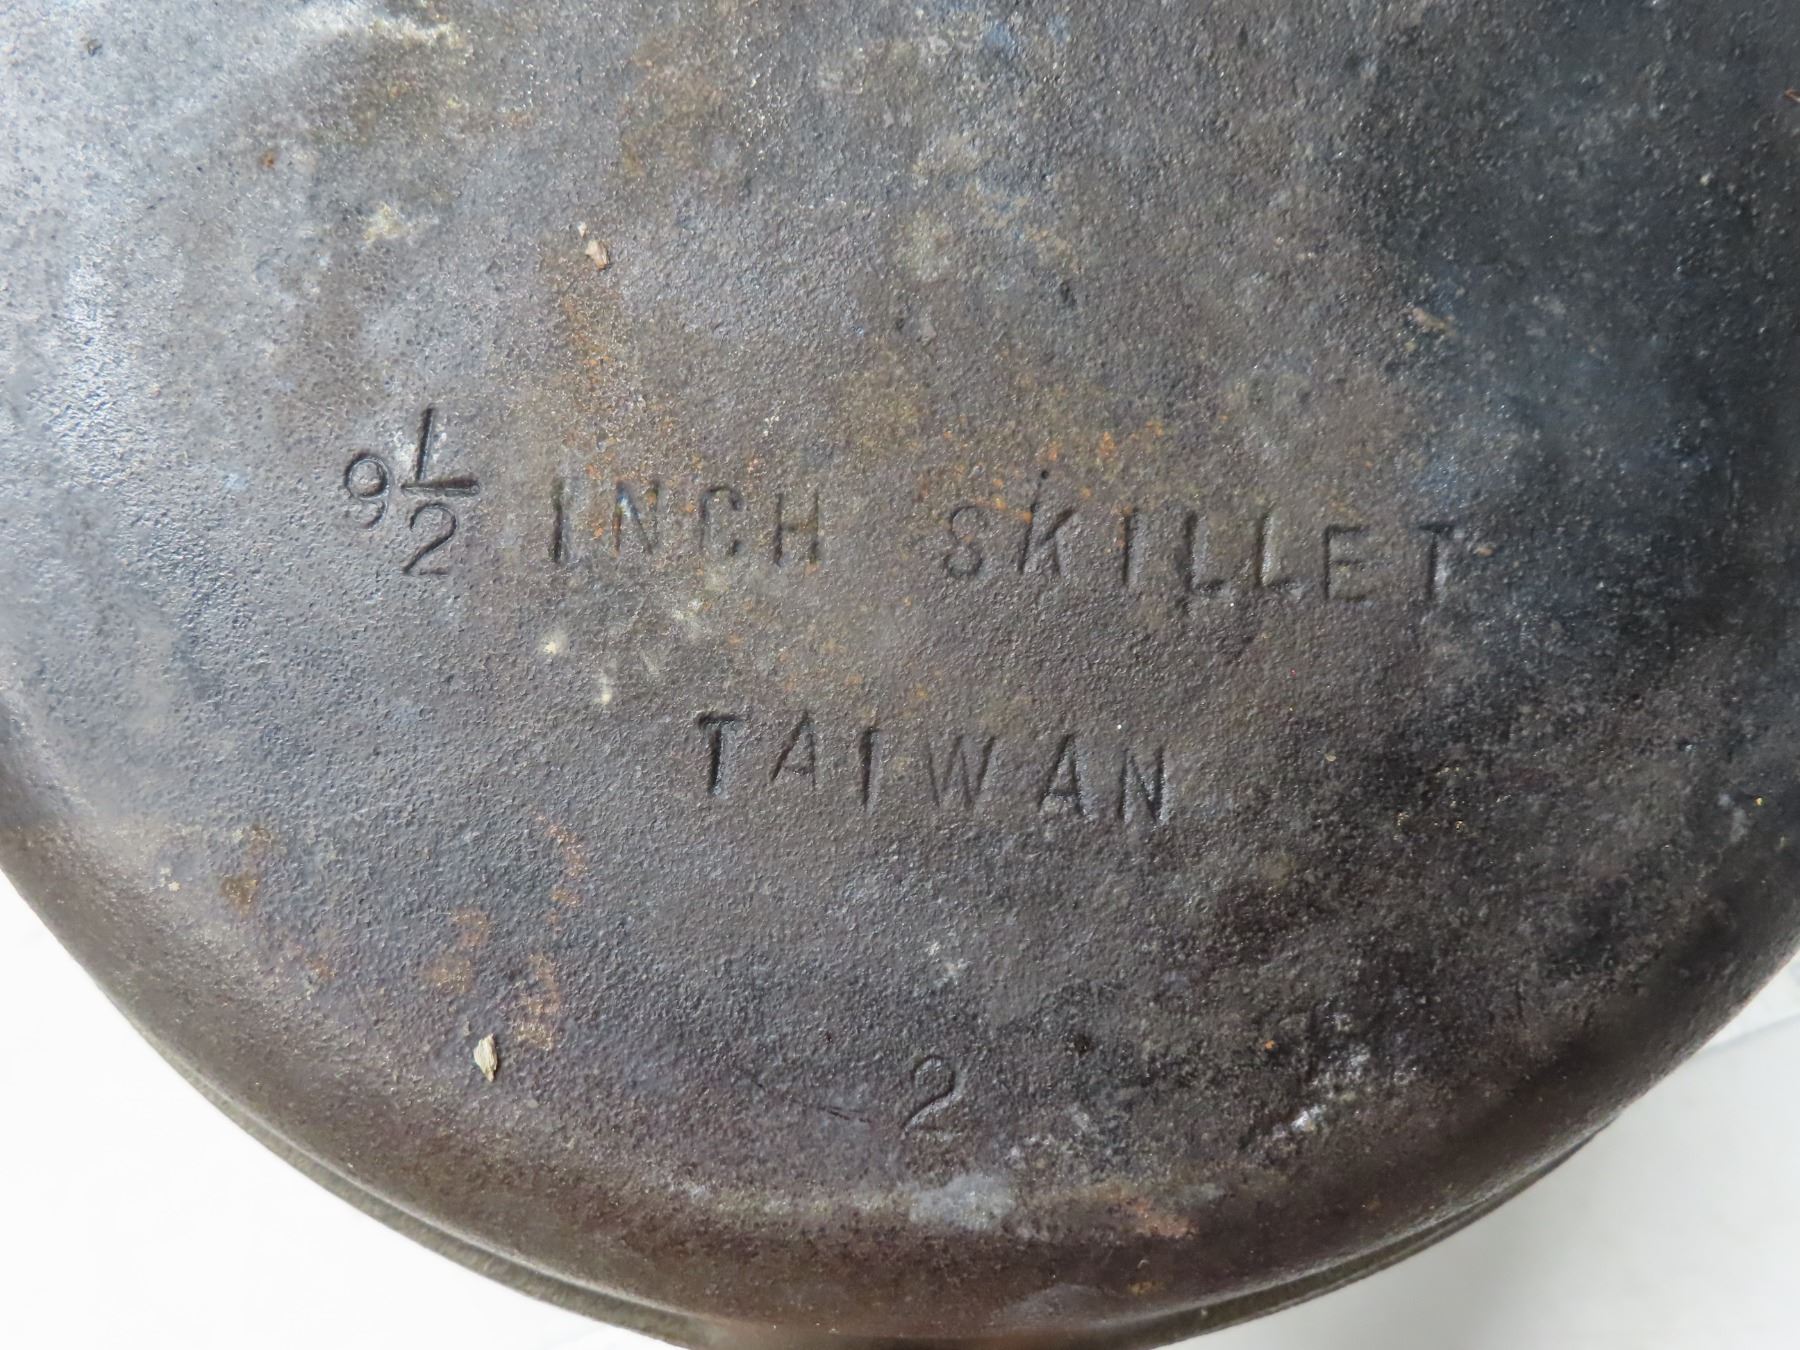 9 1/2 INCH SKILLET
TAIWAN
2